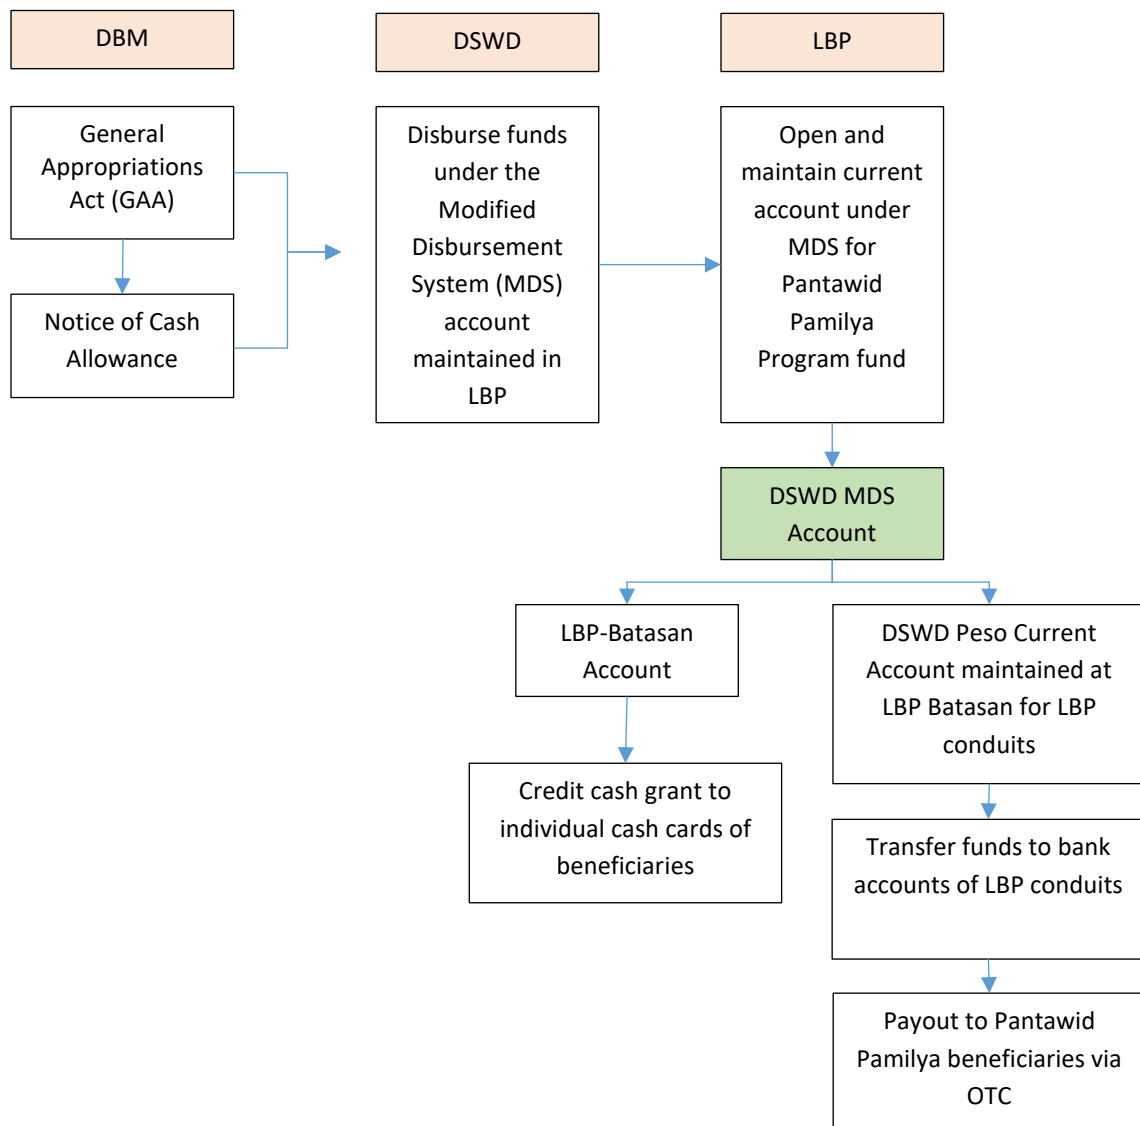 DBM
DSWD
LBP
General
Appropriations
Act (GAA)
Notice of Cash
Allowance
Disburse funds
under the
Modified
Disbursement
System (MDS)
account
maintained in
LBP
Open and
maintain current
account under
MDS for
Pantawid
Pamilya
Program fund
DSWD MDS
Account
LBP-Batasan
Account
Credit cash grant to
individual cash cards of
beneficiaries
DSWD Peso Current
Account maintained at
LBP Batasan for LBP
conduits
Transfer funds to bank
accounts of LBP conduits
Payout to Pantawid
Pamilya beneficiaries via
OTC